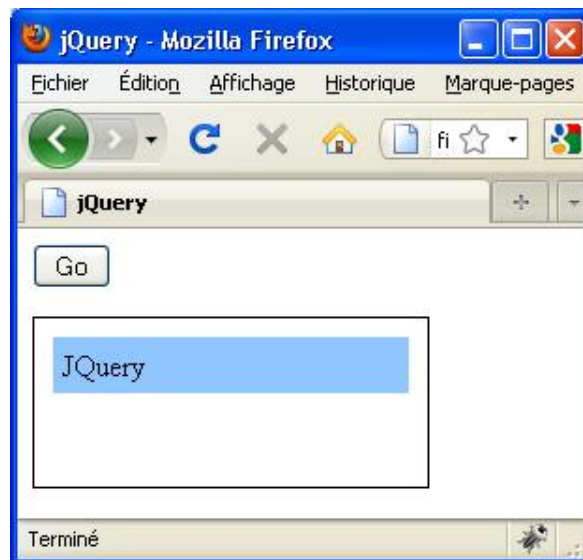 jQuery - Mozilla Firefox
Fichier Édition Affichage Historique Marque-pages
fi
jQuery
Go
JQuery
Terminé